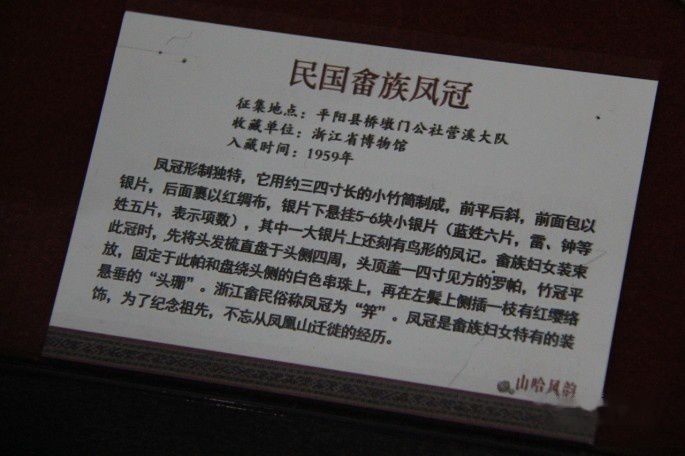 民国畲族凤冠
征集地点：平阳县桥墩门公社营溪大队
收藏单位：浙江省博物馆
入藏时间：1959年
凤冠形制独特，它用约三四寸长的小竹筒制成，前平后斜，前面包以
银片，后面裹以红绸布，银片下悬挂5-6块小银片（蓝姓六片，雷、钟等
姓五片，表示项数），其中一大银片上还刻有鸟形的凤记。畲族妇女装束
此冠时，先将头发梳直盘于头侧四周，头顶盖一四寸见方的罗帕，竹冠平
放，固定于此帕和盘绕头侧的白色串珠上，再在左鬓上侧插一枝有红缨络
悬垂的“头珊”。浙江畲民俗称凤冠为“笄”。凤冠是畲族妇女特有的装
饰，为了纪念祖先，不忘从凤凰山迁徙的经历。
山哈风韵